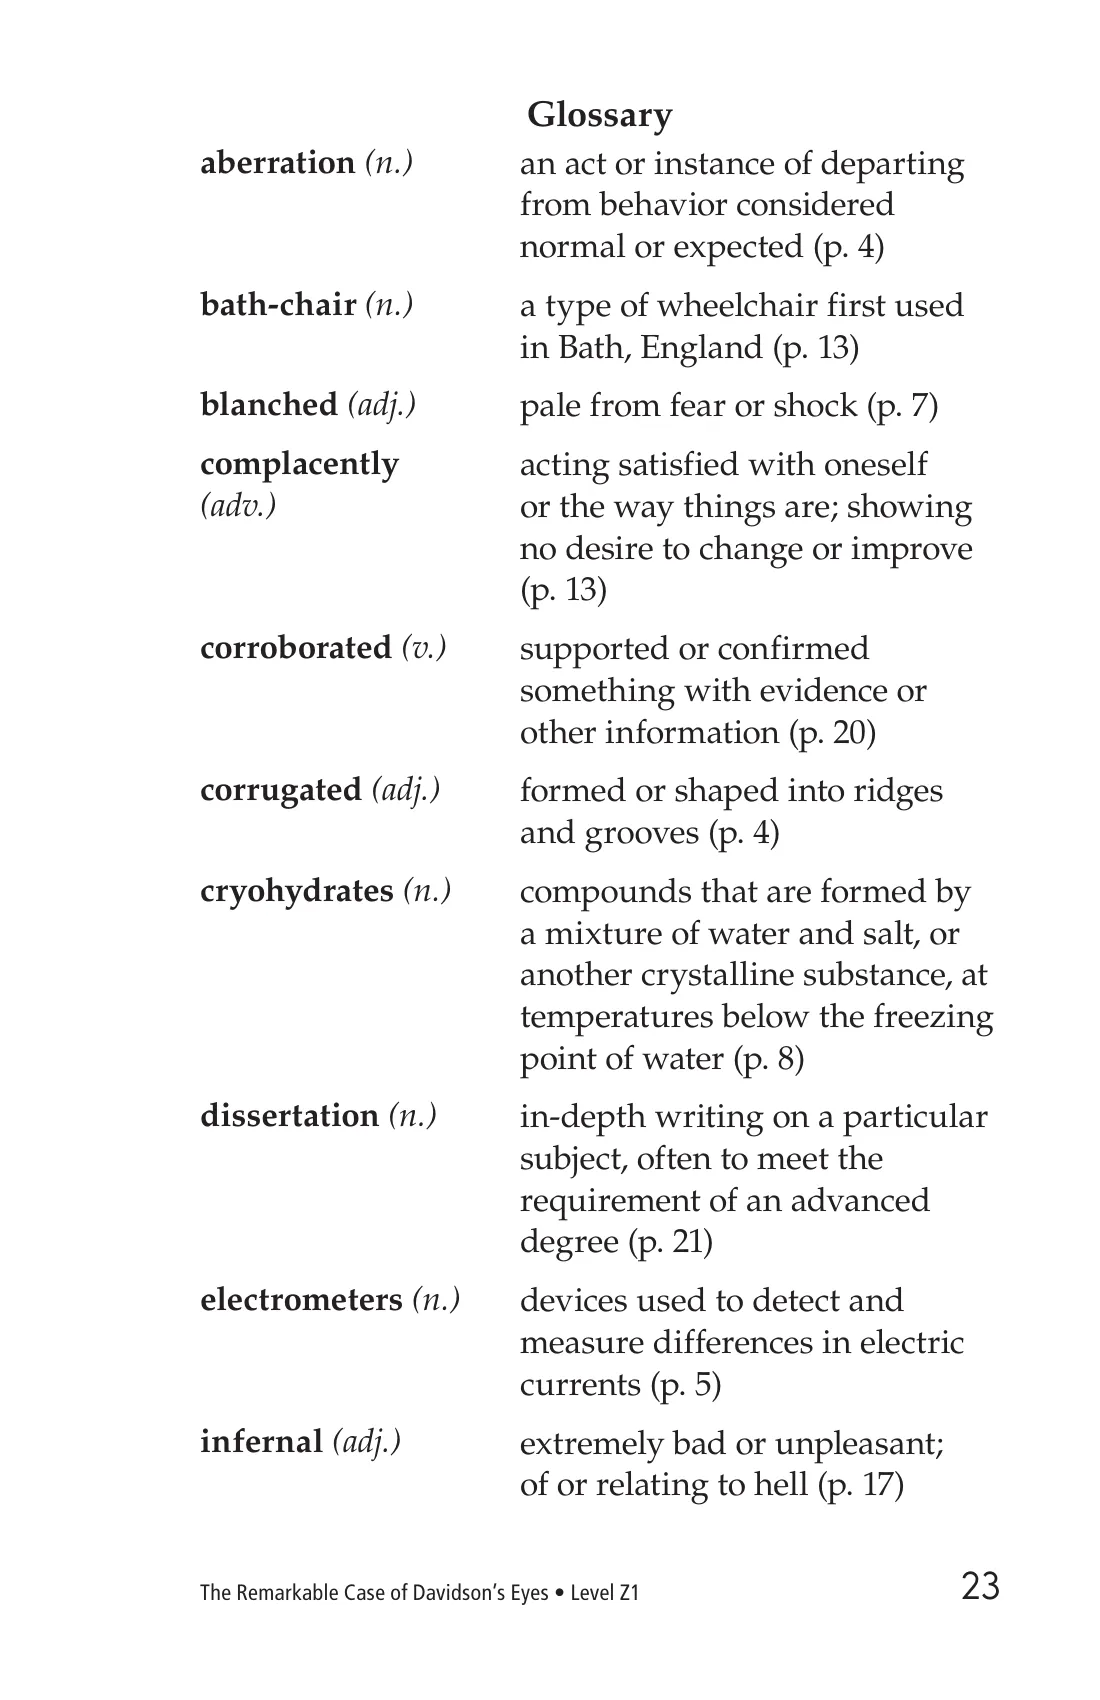 Glossary
aberration (n.) an act or instance of departing
from behavior considered
normal or expected (p. 4)
bath-chair (n.) a type of wheelchair first used
in Bath, England (p. 13)
blanched (adj.) pale from fear or shock (p. 7)
complacently acting satisfied with oneself
(adv.) or the way things are; showing
no desire to change or improve
(p. 13)
corroborated (v.) supported or confirmed
something with evidence or
other information (p. 20)
corrugated (adj.) formed or shaped into ridges
and grooves (p. 4)
cryohydrates (n.) compounds that are formed by
a mixture of water and salt, or
another crystalline substance, at
temperatures below the freezing
point of water (p. 8)
dissertation (n.) in-depth writing on a particular
subject, often to meet the
requirement of an advanced
degree (p. 21)
electrometers (n.) devices used to detect and
measure differences in electric
currents (p. 5)
infernal (adj.) extremely bad or unpleasant;
of or relating to hell (p. 17)
The Remarkable Case of Davidson’s Eyes • Level Z1 23